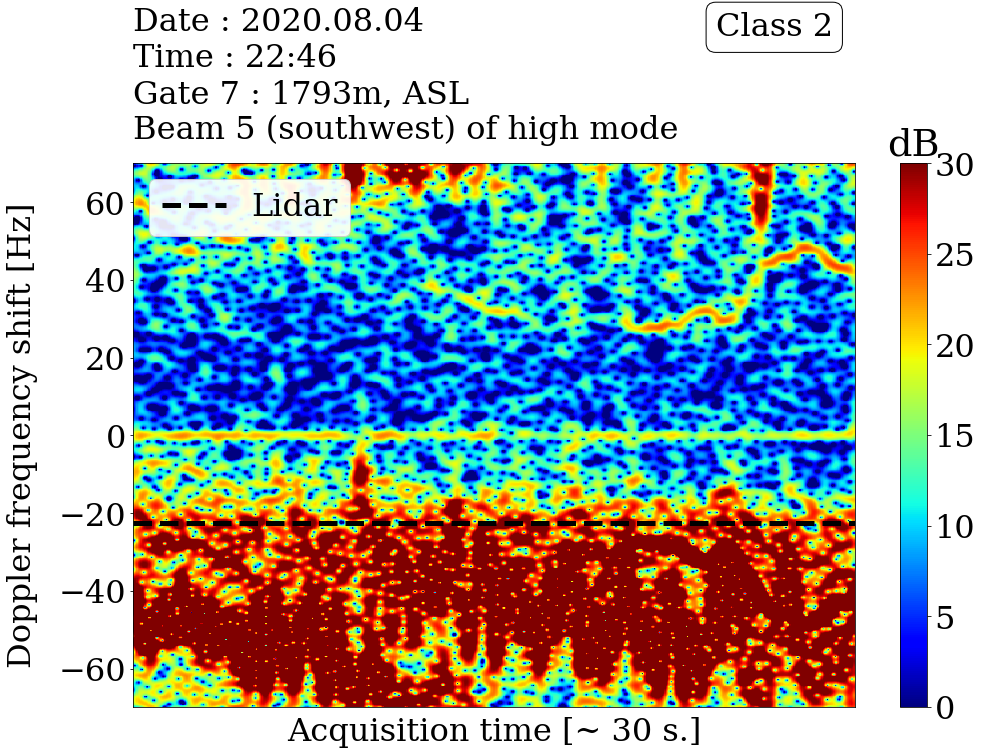 Date : 2020.08.04
Time : 22:46
Gate 7 : 1793m, ASL
Beam 5 (southwest) of high mode
Class 2
dB
Lidar
Doppler frequency shift [Hz]
60
40
20
0
−20
−40
−60
Acquisition time [~ 30 s.]
30
25
20
15
10
5
0